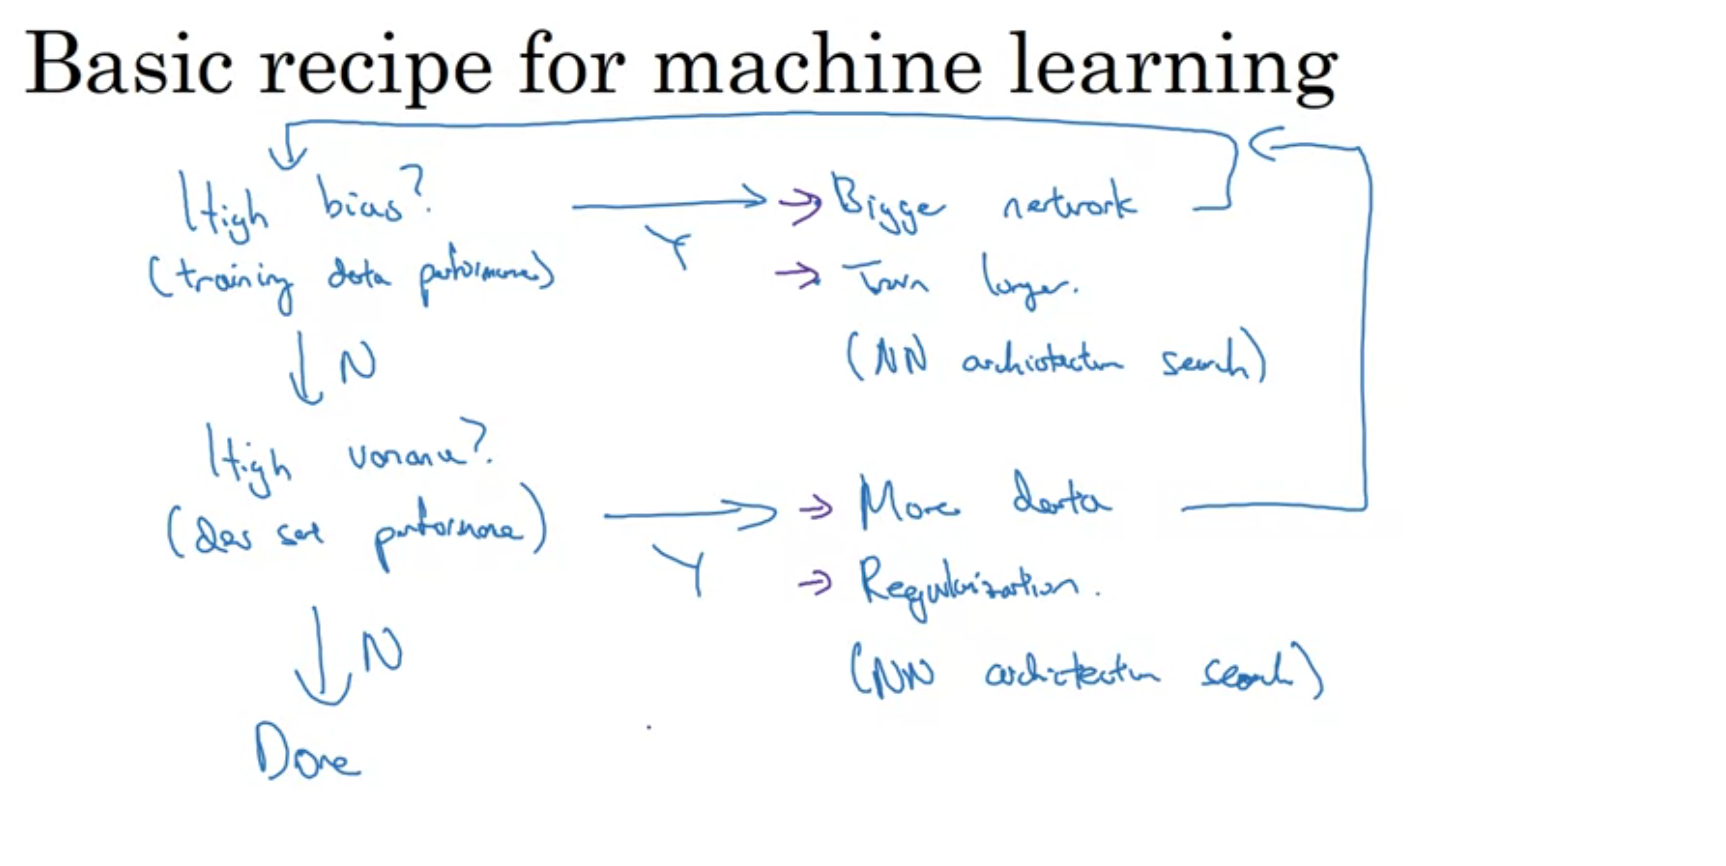 Basic recipe for machine learning
High bias? Y Bigger network
(training data performance) Train longer.
N (NN architecture search)
High variance?
(dev set performance) Y More data
Regularization.
N (NN architecture search)
Done